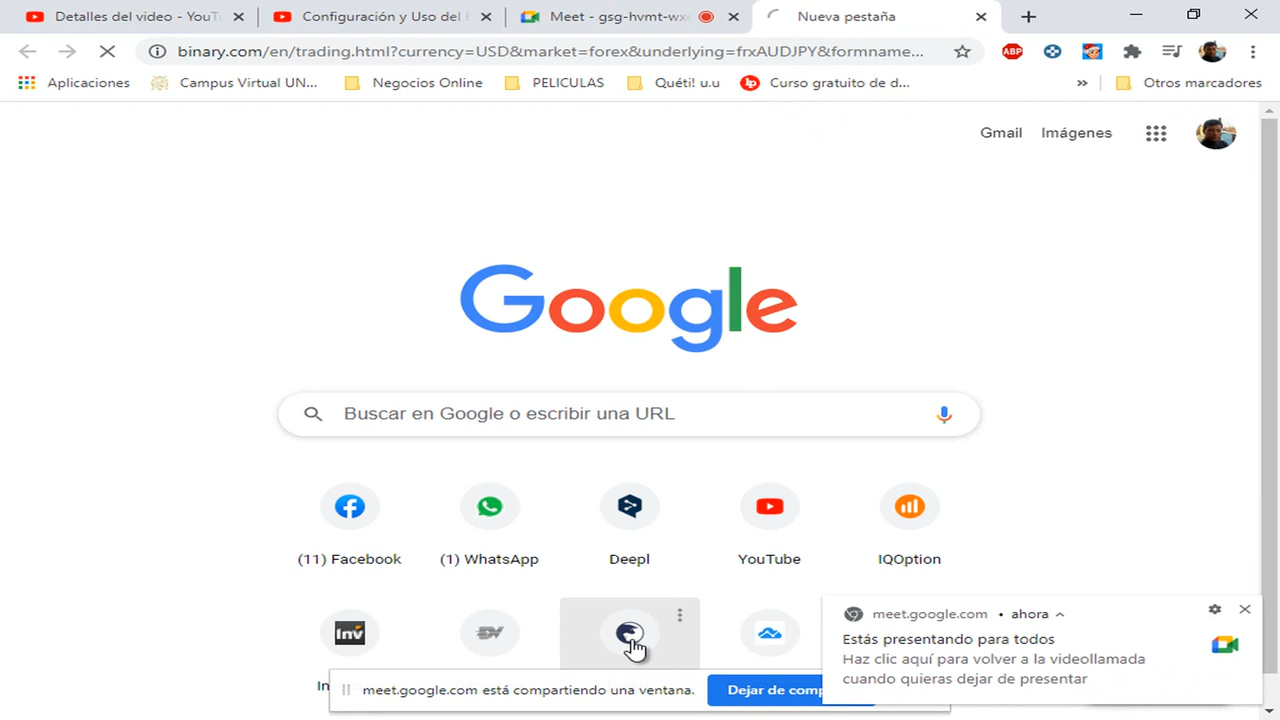 Detalles del video - YouTu
Configuración y Uso del
Meet - gsg-hvmt-wx
Nueva pestaña
binary.com/en/trading.html?currency=USD&market=forex&underlying=frxAUDJPY&formname...
ABP
Aplicaciones
Campus Virtual UN...
Negocios Online
PELICULAS
Quéti! u.u
Curso gratuito de d...
»
Otros marcadores
Gmail
Imágenes
Google
Buscar en Google o escribir una URL
(11) Facebook
(1) WhatsApp
Deepl
YouTube
IQOption
Inv
In
meet.google.com está compartiendo una ventana.
Dejar de comp
meet.google.com • ahora
Estás presentando para todos
Haz clic aquí para volver a la videollamada
cuando quieras dejar de presentar